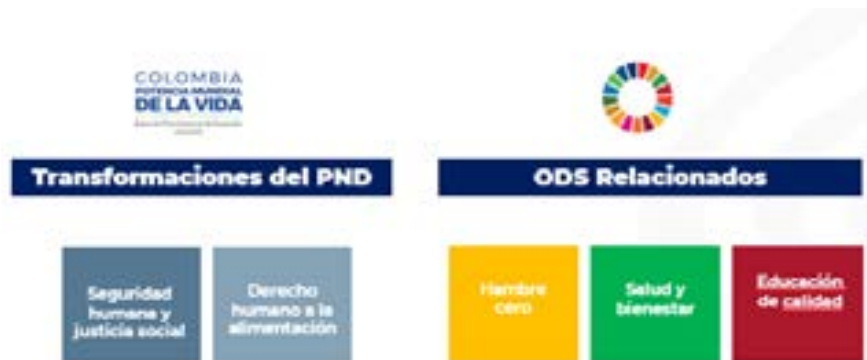 COLOMBIA
POTENCIA MUNDIAL
DE LA VIDA
Transformaciones del PND
ODS Relacionados
Seguridad
humana y
justicia social
Derecho
humano a la
alimentación
Hambre
cero
Salud y
bienestar
Educación
de calidad